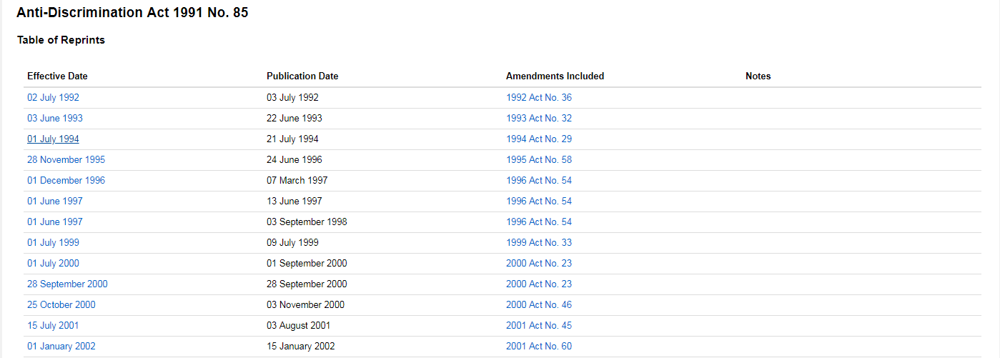 Anti-Discrimination Act 1991 No. 85
Table of Reprints
Effective Date Publication Date Amendments Included Notes
02 July 1992 03 July 1992 1992 Act No. 36
03 June 1993 22 June 1993 1993 Act No. 32
01 July 1994 21 July 1994 1994 Act No. 29
28 November 1995 24 June 1996 1995 Act No. 58
01 December 1996 07 March 1997 1996 Act No. 54
01 June 1997 13 June 1997 1996 Act No. 54
01 June 1997 03 September 1998 1996 Act No. 54
01 July 1999 09 July 1999 1999 Act No. 33
01 July 2000 01 September 2000 2000 Act No. 23
28 September 2000 28 September 2000 2000 Act No. 23
25 October 2000 03 November 2000 2000 Act No. 46
15 July 2001 03 August 2001 2001 Act No. 45
01 January 2002 15 January 2002 2001 Act No. 60